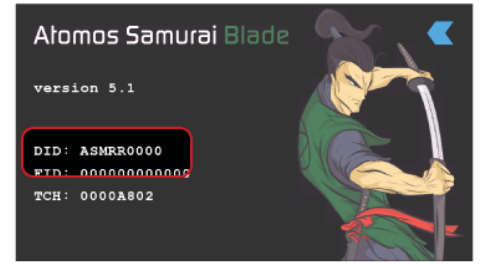 Atomos Samurai Blade
version 5.1
DID: ASMRR0000
FID: 000000000000
TCH: 0000A802